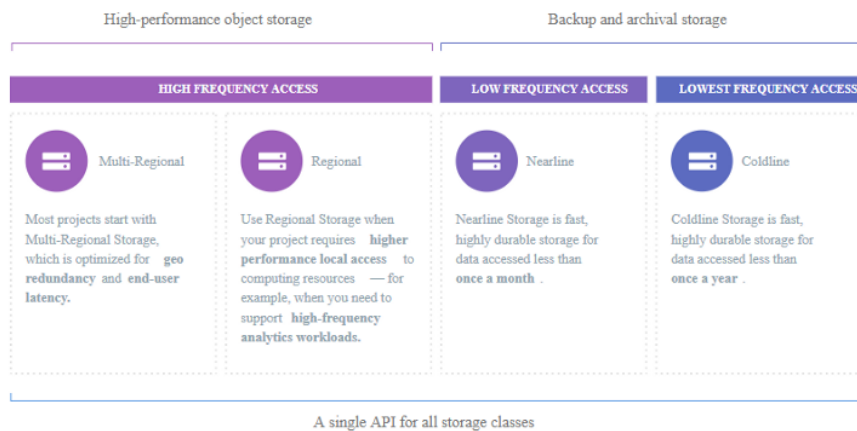 High-performance object storage
Backup and archival storage
HIGH FREQUENCY ACCESS
LOW FREQUENCY ACCESS
LOWEST FREQUENCY ACCESS
Multi-Regional
Most projects start with
Multi-Regional Storage,
which is optimized for geo
redundancy and end-user
latency.
Regional
Use Regional Storage when
your project requires higher
performance local access to
computing resources — for
example, when you need to
support high-frequency
analytics workloads.
Nearline
Nearline Storage is fast,
highly durable storage for
data accessed less than
once a month .
Coldline
Coldline Storage is fast,
highly durable storage for
data accessed less than
once a year .
A single API for all storage classes